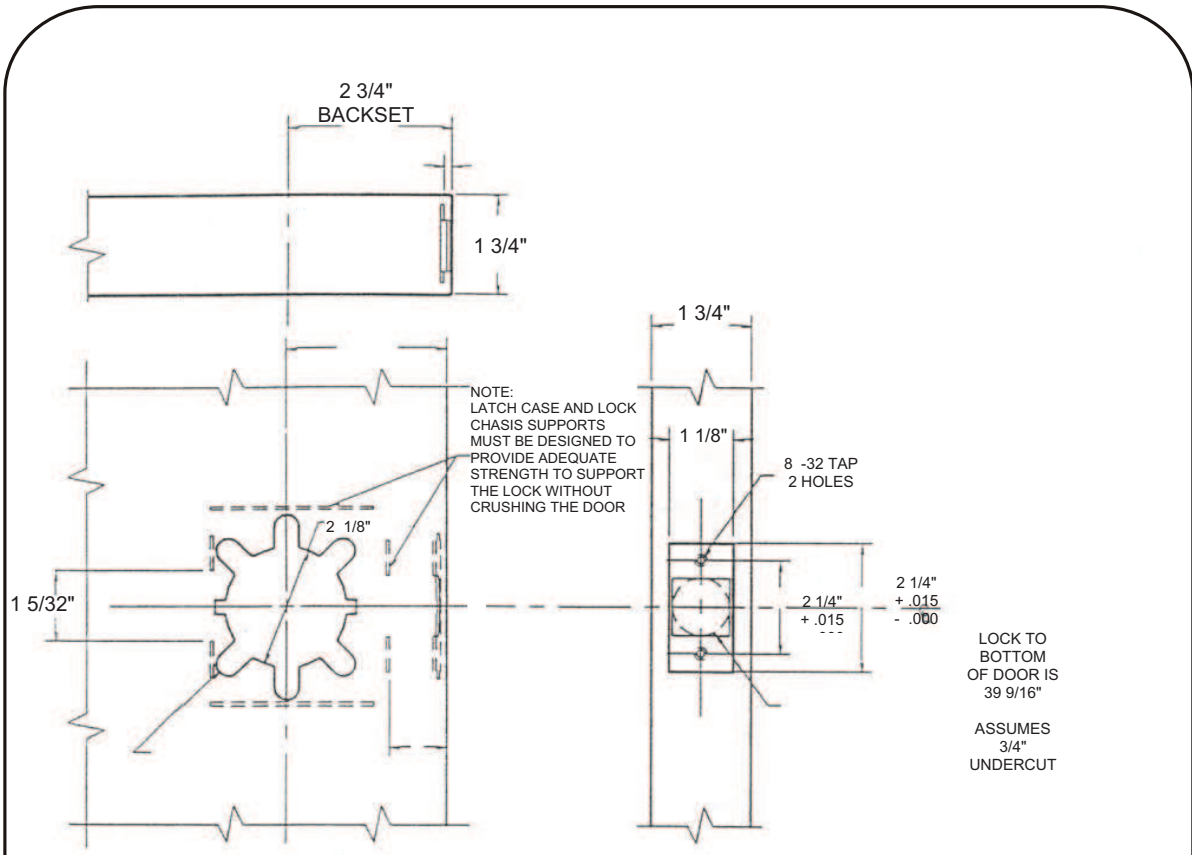 2 3/4"
BACKSET
1 3/4"
1 3/4"
NOTE:
LATCH CASE AND LOCK
CHASIS SUPPORTS
MUST BE DESIGNED TO
PROVIDE ADEQUATE
STRENGTH TO SUPPORT
THE LOCK WITHOUT
CRUSHING THE DOOR
1 1/8"
8 -32 TAP
2 HOLES
2 1/8"
1 5/32"
2 1/4"
+ .015
2 1/4"
+ .015
- .000
LOCK TO
BOTTOM
OF DOOR IS
39 9/16"
ASSUMES
3/4"
UNDERCUT